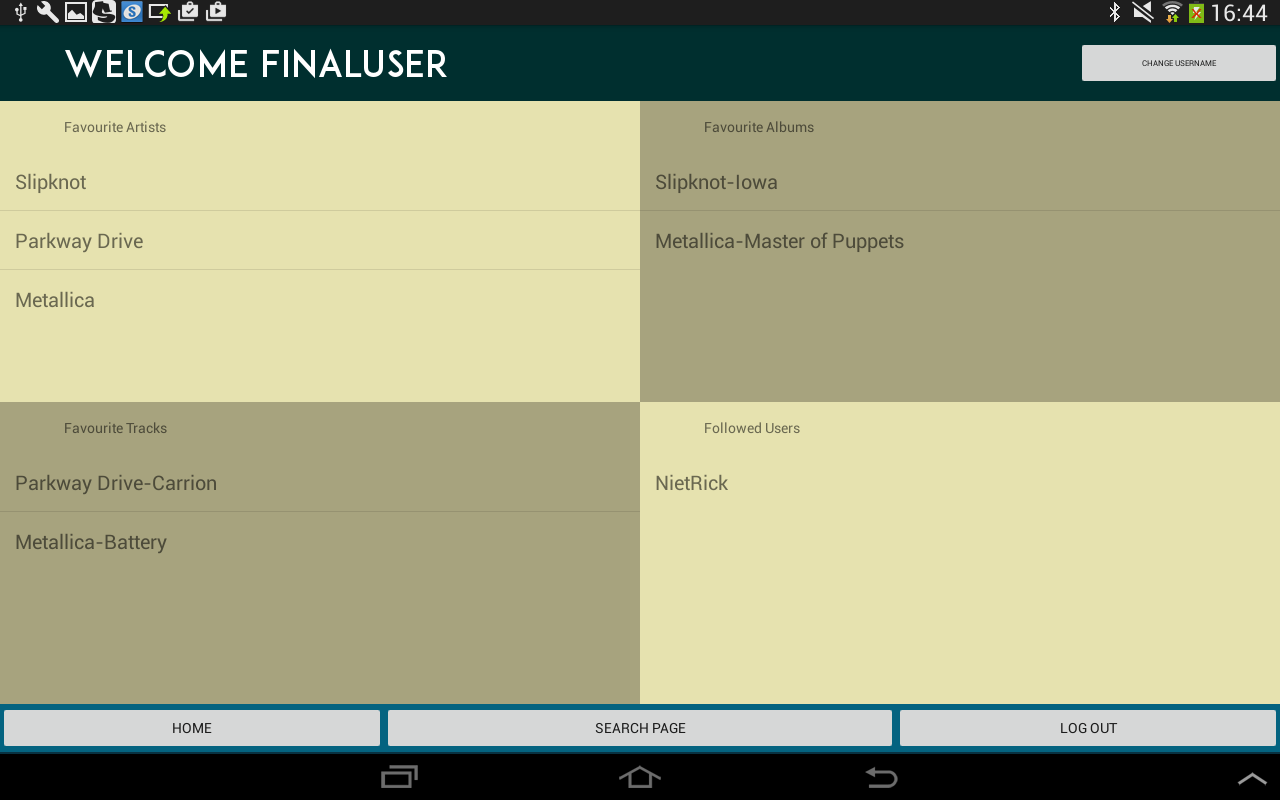 16:44
WELCOME FINALUSER
CHANGE USERNAME
Favourite Artists
Slipknot
Parkway Drive
Metallica
Favourite Albums
Slipknot-Iowa
Metallica-Master of Puppets
Favourite Tracks
Parkway Drive-Carrion
Metallica-Battery
Followed Users
NietRick
HOME
SEARCH PAGE
LOG OUT